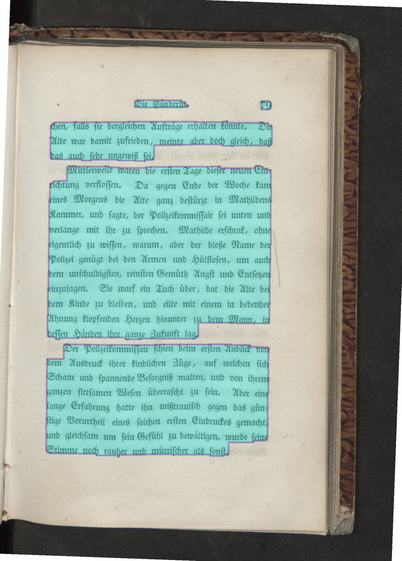 Die Sünderin.
chen, falls sie dergleichen Aufträge erhalten könnte. Die
Alte war damit zufrieden, meinte aber doch gleich, daß
das auch sehr ungewiß sei.
Mittlerweile waren die ersten Tage dieser neuen Ein-
richtung verflossen. Da gegen Ende der Woche kam
eines Morgens die Alte ganz bestürzt in Mathildens
Kammer, und sagte, der Polizeikommissair sei unten und
verlange mit ihr zu sprechen. Mathilde erschrak, ohne
eigentlich zu wissen, warum, aber der bloße Name der
Polizei genügt bei den Armen und Hülflosen, um auch
dem unschuldigsten, reinsten Gemüth Angst und Entsetzen
einzujagen. Sie warf ein Tuch über, bat die Alte bei
dem Kinde zu bleiben, und eilte mit einem in bebender
Ahnung klopfenden Herzen hinunter zu dem Mann, in
dessen Händen ihre ganze Zukunft lag.
Der Polizeikommissair schien beim ersten Anblick von
dem Ausdruck ihrer kindlichen Züge, auf welchen sich
Scham und spannende Besorgniß malten, und von ihrem
ganzen sittsamen Wesen überrascht zu sein. Aber eine
lange Erfahrung hatte ihn mißtrauisch gegen das gün-
stige Vorurtheil eines solchen ersten Eindruckes gemacht,
und gleichsam um sein Gefühl zu bewältigen, wurde seine
Stimme noch rauher und mürrischer als sonst.